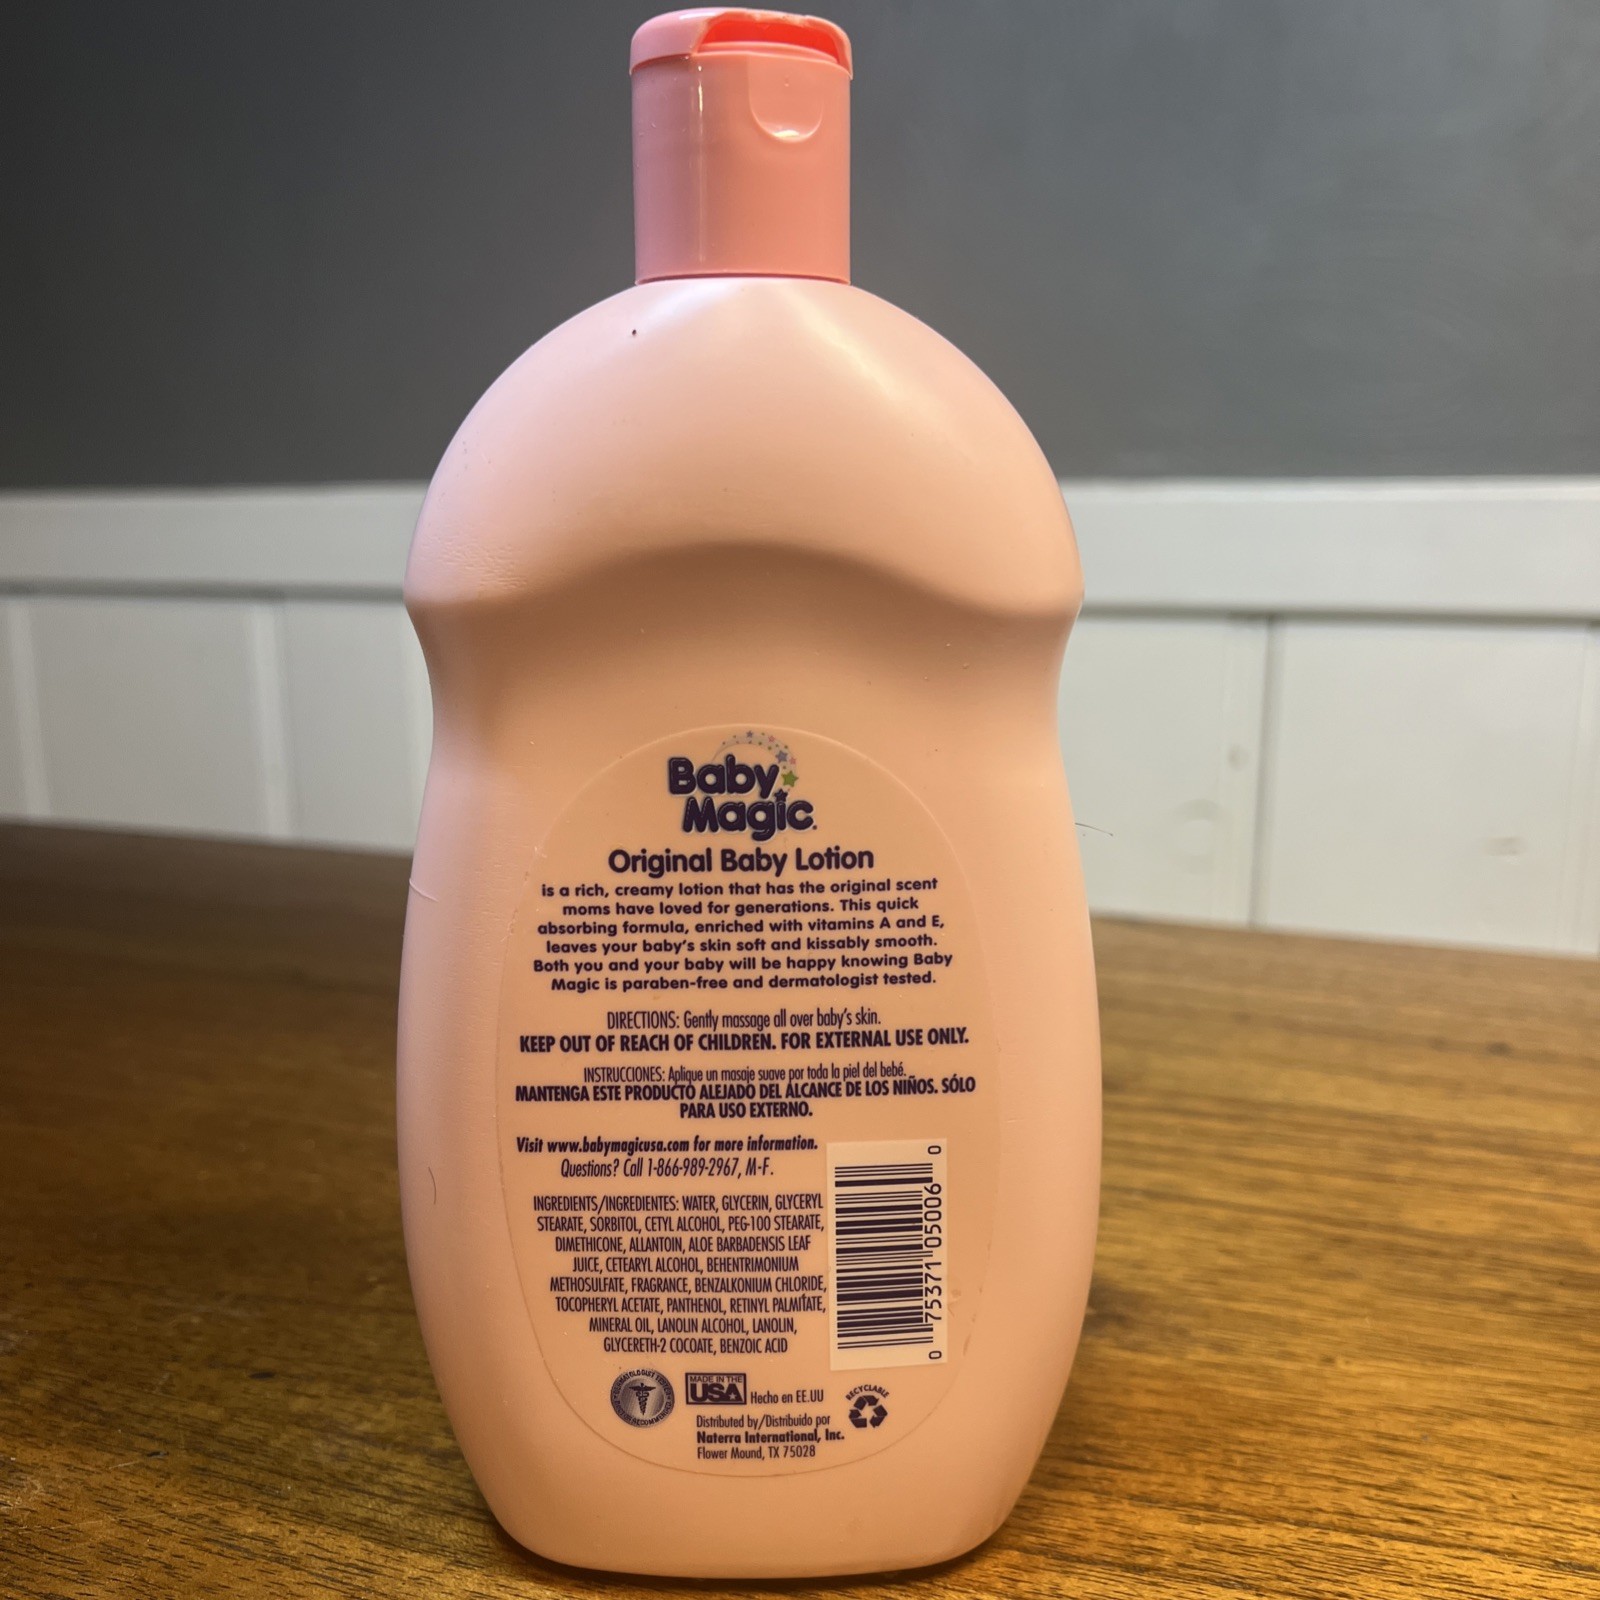 Baby
Magic
Original Baby Lotion
is a rich, creamy lotion that has the original scent
moms have loved for generations. This quick
absorbing formula, enriched with vitamins A and E,
leaves your baby's skin soft and kissably smooth.
Both you and your baby will be happy knowing Baby
Magic is paraben-free and dermatologist tested.
DIRECTIONS: Gently massage all over baby's skin.
KEEP OUT OF REACH OF CHILDREN. FOR EXTERNAL USE ONLY.
INSTRUCCIONES: Aplique un masaje suave por toda la piel del bebé.
MANTENGA ESTE PRODUCTO ALEJADO DEL ALCANCE DE LOS NIÑOS. SÓLO
PARA USO EXTERNO.
Visit www.babymagicusa.com for more information.
Questions? Call 1-866-989-2967, M-F.
INGREDIENTS/INGREDIENTES: WATER, GLYCERIN, GLYCERYL
STEARATE, SORBITOL, CETYL ALCOHOL, PEG-100 STEARATE,
DIMETHICONE, ALLANTOIN, ALOE BARBADENSIS LEAF
JUICE, CETEARYL ALCOHOL, BEHENTRIMONIUM
METHOSULFATE, FRAGRANCE, BENZALKONIUM CHLORIDE,
TOCOPHERYL ACETATE, PANTHENOL, RETINYL PALMITATE,
MINERAL OIL, LANOLIN ALCOHOL, LANOLIN,
GLYCERETH-2 COCOATE, BENZOIC ACID
0 75371 05006 0
MADE IN THE
USA Hecho en EE.UU
RECYCLABLE
Distributed by/Distribuido por
Naterra International, Inc.
Flower Mound, TX 75028